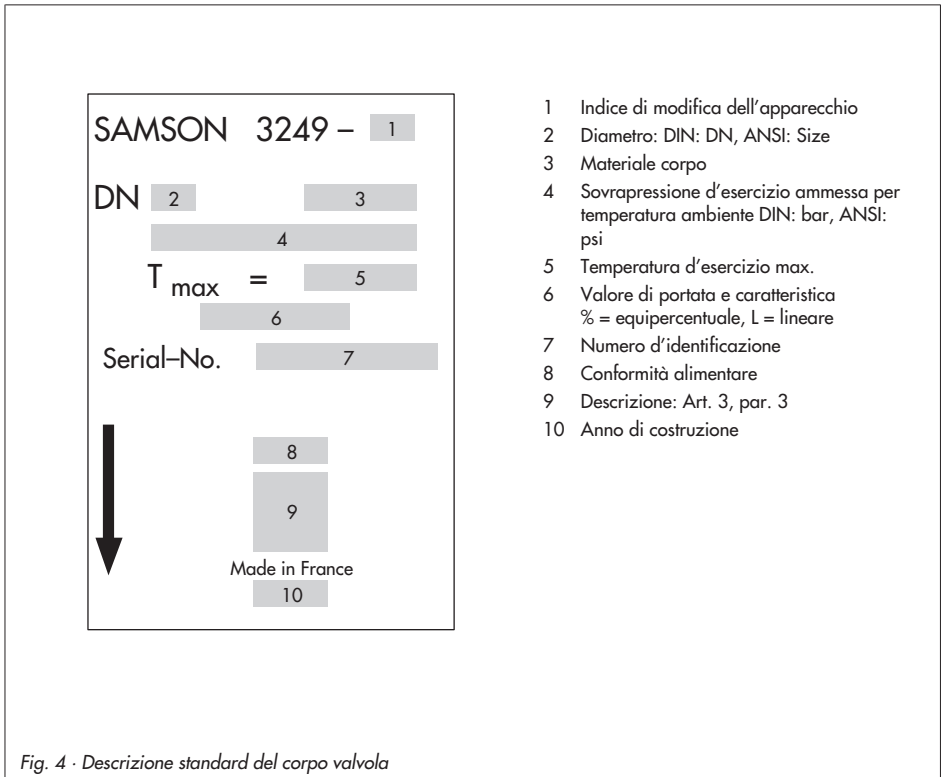 SAMSON 3249 – 1
DN 2 3
4
T max = 5
6
Serial–No. 7
8
9
Made in France
10
1 Indice di modifica dell'apparecchio
2 Diametro: DIN: DN, ANSI: Size
3 Materiale corpo
4 Sovrapressione d'esercizio ammessa per
temperatura ambiente DIN: bar, ANSI:
psi
5 Temperatura d'esercizio max.
6 Valore di portata e caratteristica
% = equipercentuale, L = lineare
7 Numero d'identificazione
8 Conformità alimentare
9 Descrizione: Art. 3, par. 3
10 Anno di costruzione
Fig. 4 · Descrizione standard del corpo valvola